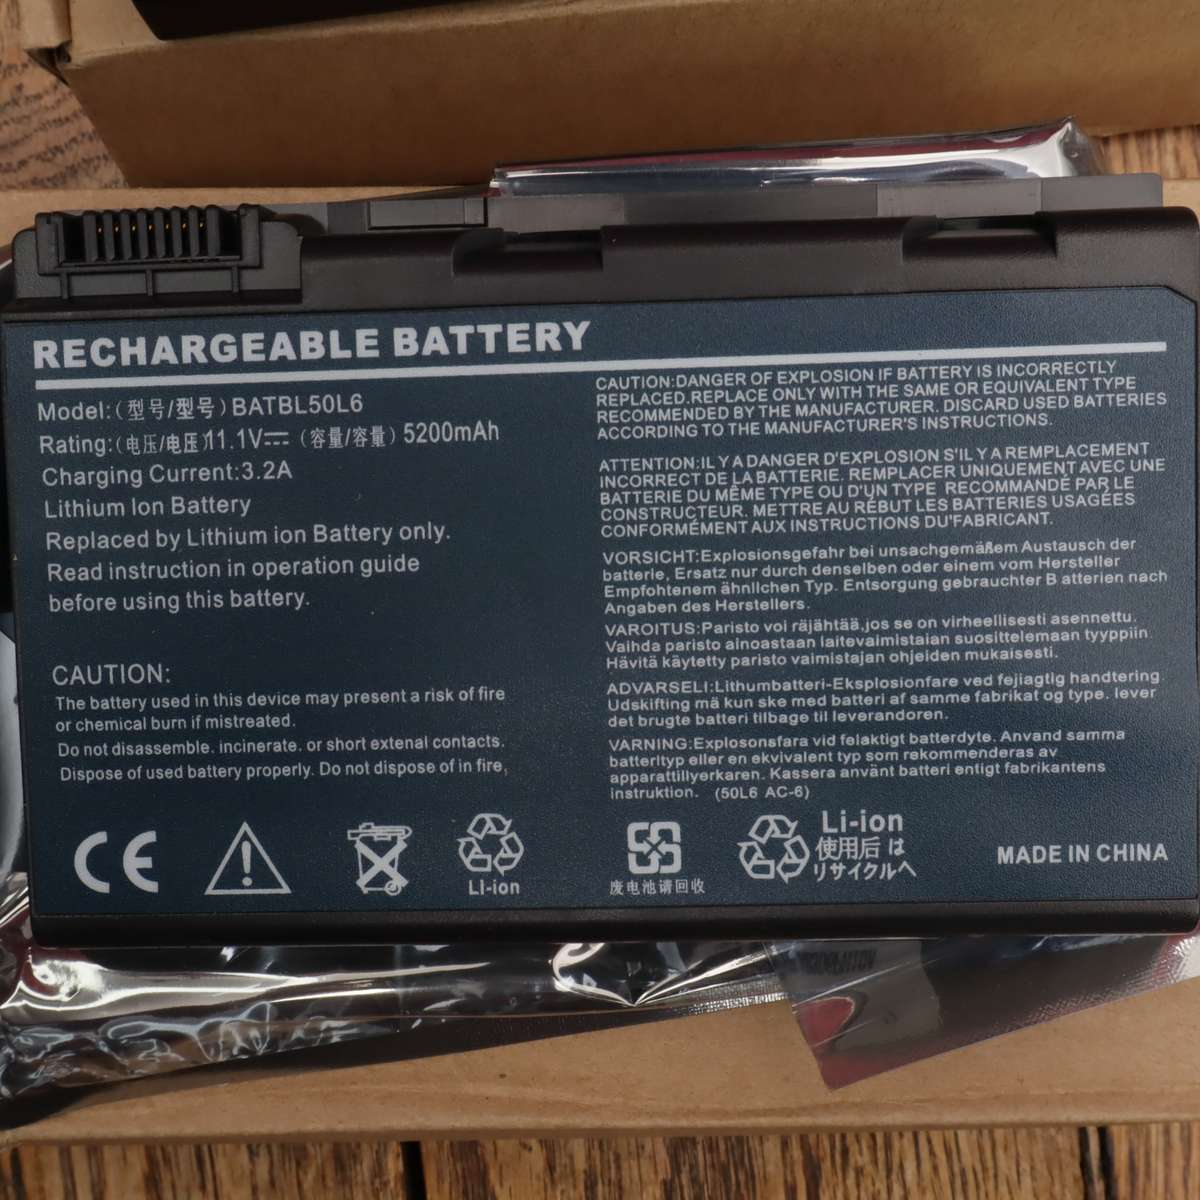 RECHARGEABLE BATTERY
Model:(型号/型号)BATBL50L6
Rating:(电压/电压)11.1V⎓ (容量/容量) 5200mAh
Charging Current:3.2A
Lithium Ion Battery
Replaced by Lithium ion Battery only.
Read instruction in operation guide
before using this battery.
CAUTION:
The battery used in this device may present a risk of fire
or chemical burn if mistreated.
Do not disassemble. incinerate. or short extenal contacts.
Dispose of used battery properly. Do not dispose of in fire,
CAUTION:DANGER OF EXPLOSION IF BATTERY IS INCORRECTLY
REPLACED.REPLACE ONLY WITH THE SAME OR EQUIVALENT TYPE
RECOMMENDED BY THE MANUFACTURER. DISCARD USED BATTERIES
ACCORDING TO THE MANUFACTURER'S INSTRUCTIONS.
ATTENTION:IL Y A DANGER D'EXPLOSION S'IL Y A REMPLACEMENT
INCORRECT DE LA BATTERIE. REMPLACER UNIQUEMENT AVEC UNE
BATTERIE DU MÊME TYPE OU D'UN TYPE RECOMMANDÉ PAR LE
CONSTRUCTEUR. METTRE AU RÉBUT LES BATTERIES USAGÉES
CONFORMÉMENT AUX INSTRUCTIONS DU'FABRICANT.
VORSICHT:Explosionsgefahr bei unsachgemäßem Austausch der
batterie, Ersatz nur durch denselben oder einem vom Hersteller
Empfohtenem ähnlichen Typ. Entsorgung gebrauchter B atterien nach
Angaben des Herstellers.
VAROITUS:Paristo voi räjähtää,jos se on virheellisesti asennettu.
Vaihda paristo ainoastaan laitevalmistaian suosittelemaan tyyppiin.
Hävitä käytetty paristo vaimistajan ohjeiden mukaisesti.
ADVARSELI:Lithumbatteri-Eksplosionfare ved fejiagtig handtering
Udskifting må kun ske med batteri af samme fabrikat og type. lever
det brugte batteri tilbage til leverandoren.
VARNING:Explosonsfara vid felaktigt batterdyte. Anvand samma
batterityp eller en ekvivalent typ som rekommenderas av
apparattillyerkaren. Kassera använt batteri entigt fabrikantens
instruktion. (50L6 AC-6)
CE
LI-ion
废电池请回收
Li-ion
使用后は
リサイクルへ
MADE IN CHINA